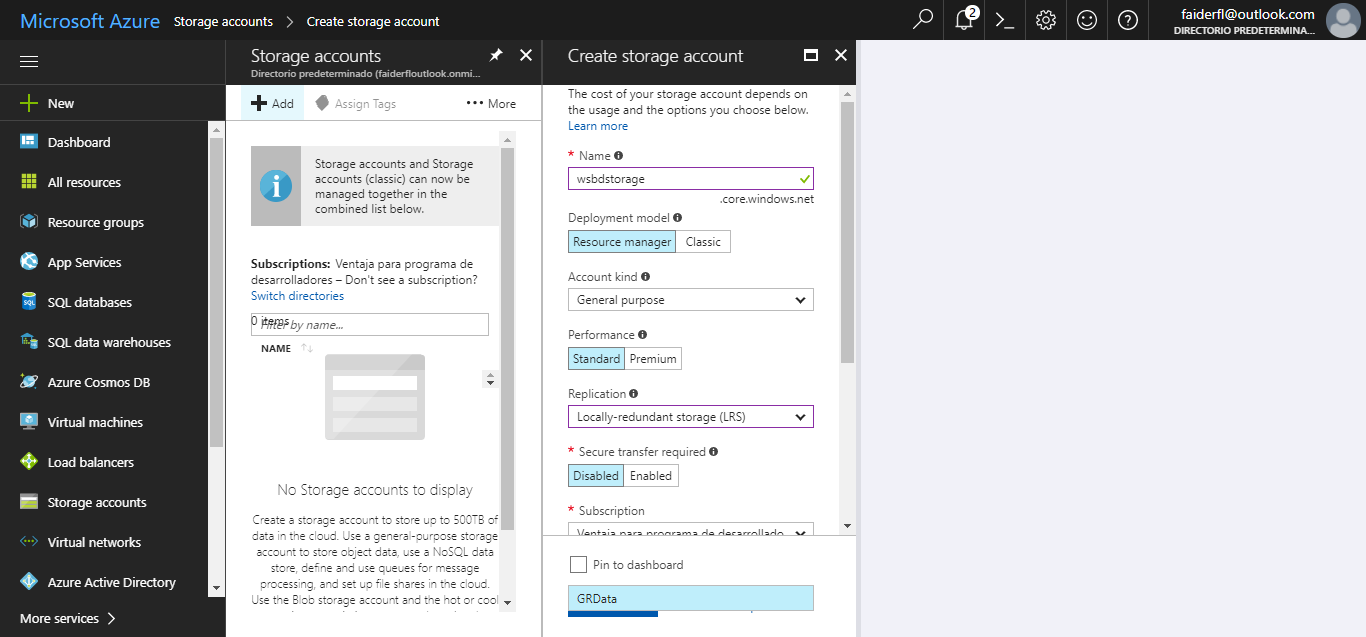 Microsoft Azure Storage accounts > Create storage account
2
faiderfl@outlook.com
DIRECTORIO PREDETERMINA...
New
Dashboard
All resources
Resource groups
App Services
SQL databases
SQL data warehouses
Azure Cosmos DB
Virtual machines
Load balancers
Storage accounts
Virtual networks
Azure Active Directory
More services >
Storage accounts
Directorio predeterminado (faiderfloutlook.onmi...
Add Assign Tags ••• More
Storage accounts and Storage
accounts (classic) can now be
managed together in the
combined list below.
Subscriptions: Ventaja para programa de
desarrolladores – Don't see a subscription?
Switch directories
0 items
Filter by name...
NAME
No Storage accounts to display
Create a storage account to store up to 500TB of
data in the cloud. Use a general-purpose storage
account to store object data, use a NoSQL data
store, define and use queues for message
processing, and set up file shares in the cloud.
Use the Blob storage account and the hot or cool
Create storage account
The cost of your storage account depends on
the usage and the options you choose below.
Learn more
* Name
wsbdstorage
.core.windows.net
Deployment model
Resource manager Classic
Account kind
General purpose
Performance
Standard Premium
Replication
Locally-redundant storage (LRS)
* Secure transfer required
Disabled Enabled
* Subscription
Ventaja para programa de desarrollado
Pin to dashboard
GRData